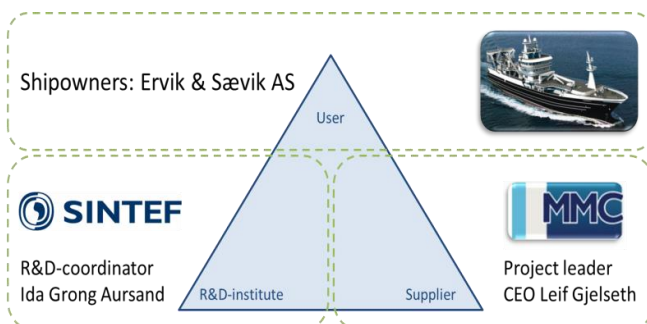 Shipowners: Ervik & Sævik AS
User
SINTEF
MMC
R&D-coordinator
Ida Grong Aursand
R&D-institute
Supplier
Project leader
CEO Leif Gjelseth